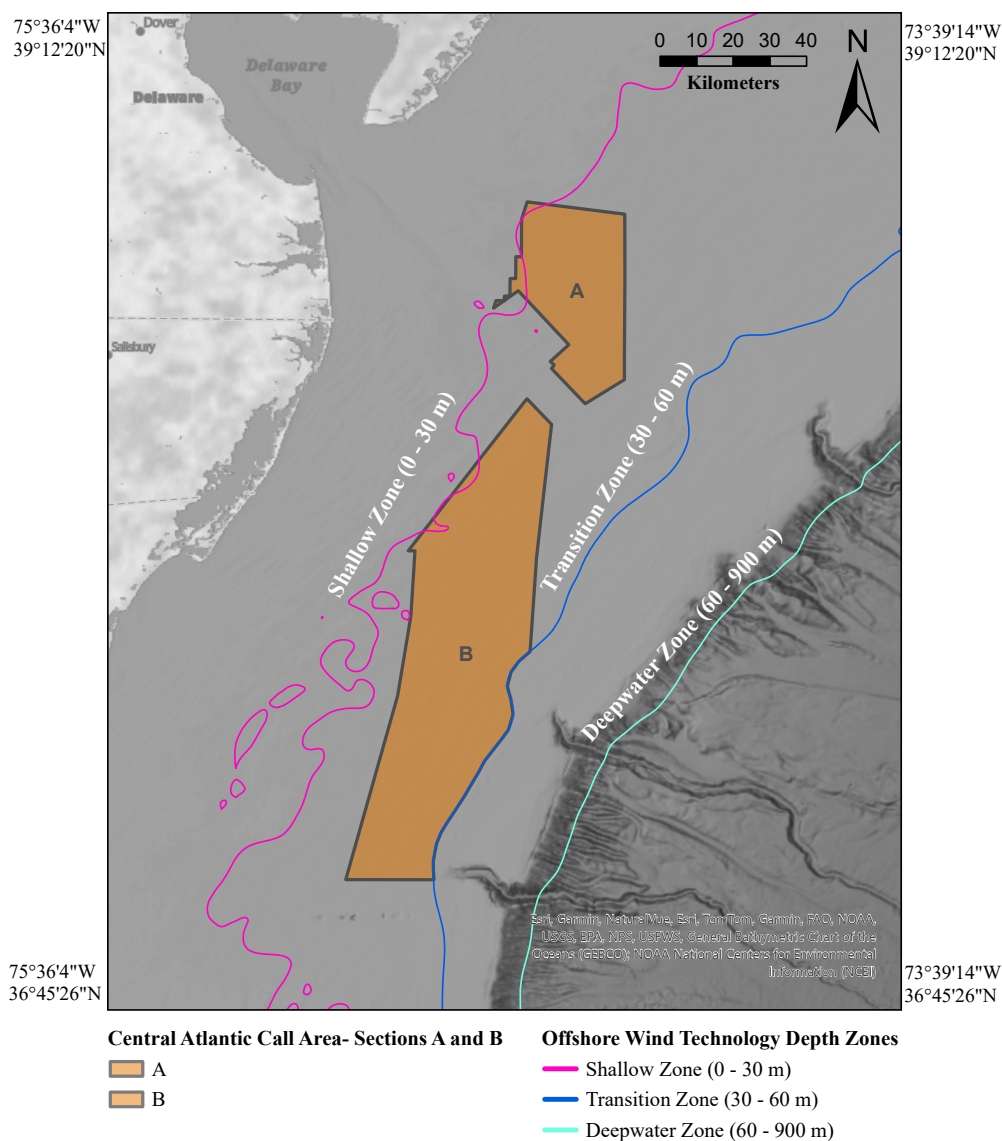 75°36'4"W
39°12'20"N
73°39'14"W
39°12'20"N
Dover
Delaware
Bay
Delaware
0 10 20 30 40
Kilometers
N
A
Salisbury
Shallow Zone (0 - 30 m)
Transition Zone (30 - 60 m)
Deepwater Zone (60 - 900 m)
B
Esri, Garmin, NaturalVue, Esri, TomTom, Garmin, FAO, NOAA,
USGS, EPA, NPS, USFWS, General Bathymetric Chart of the
Oceans (GEBCO); NOAA National Centers for Environmental
Information (NCEI)
75°36'4"W
36°45'26"N
73°39'14"W
36°45'26"N
Central Atlantic Call Area- Sections A and B
A
B
Offshore Wind Technology Depth Zones
Shallow Zone (0 - 30 m)
Transition Zone (30 - 60 m)
Deepwater Zone (60 - 900 m)